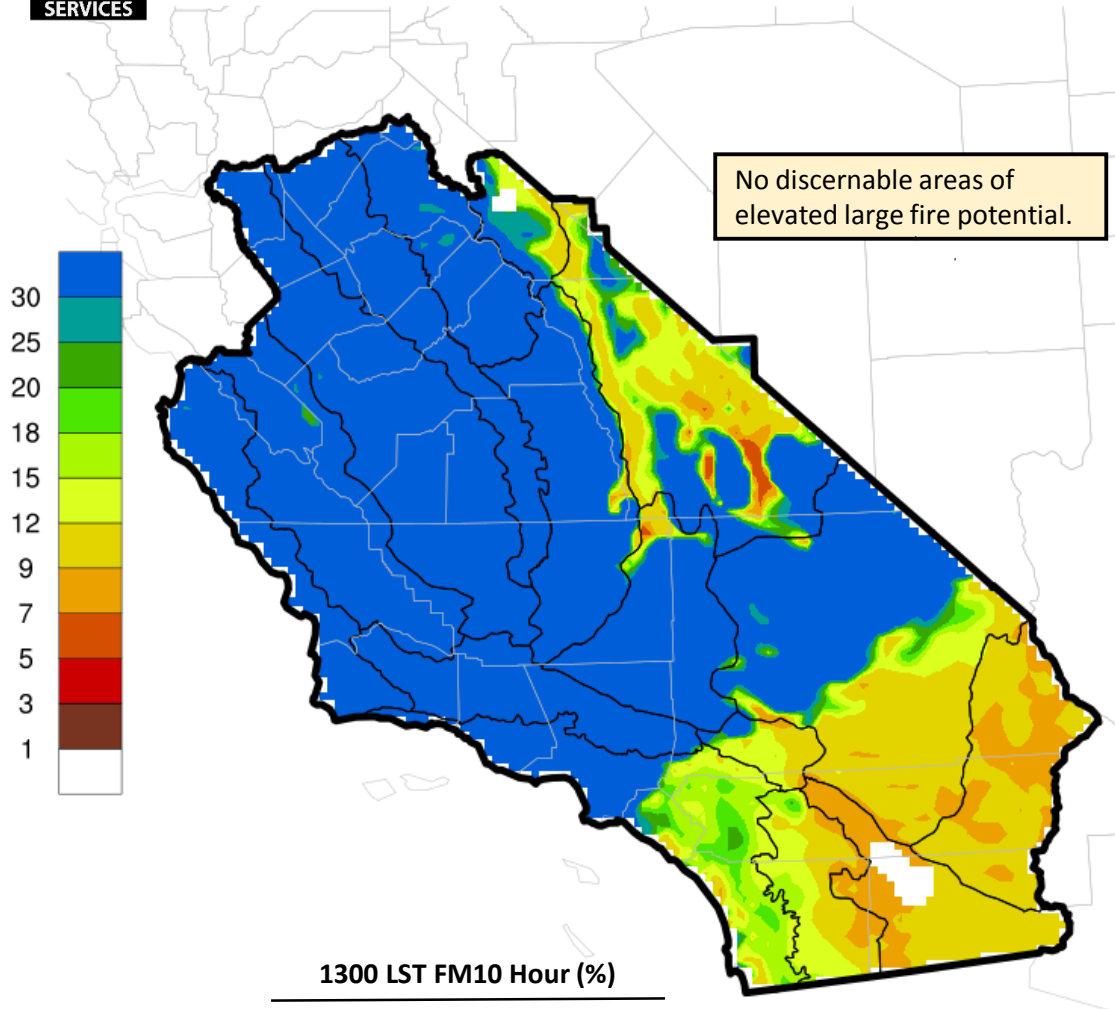 SERVICES
No discernable areas of
elevated large fire potential.
30
25
20
18
15
12
9
7
5
3
1
1300 LST FM10 Hour (%)